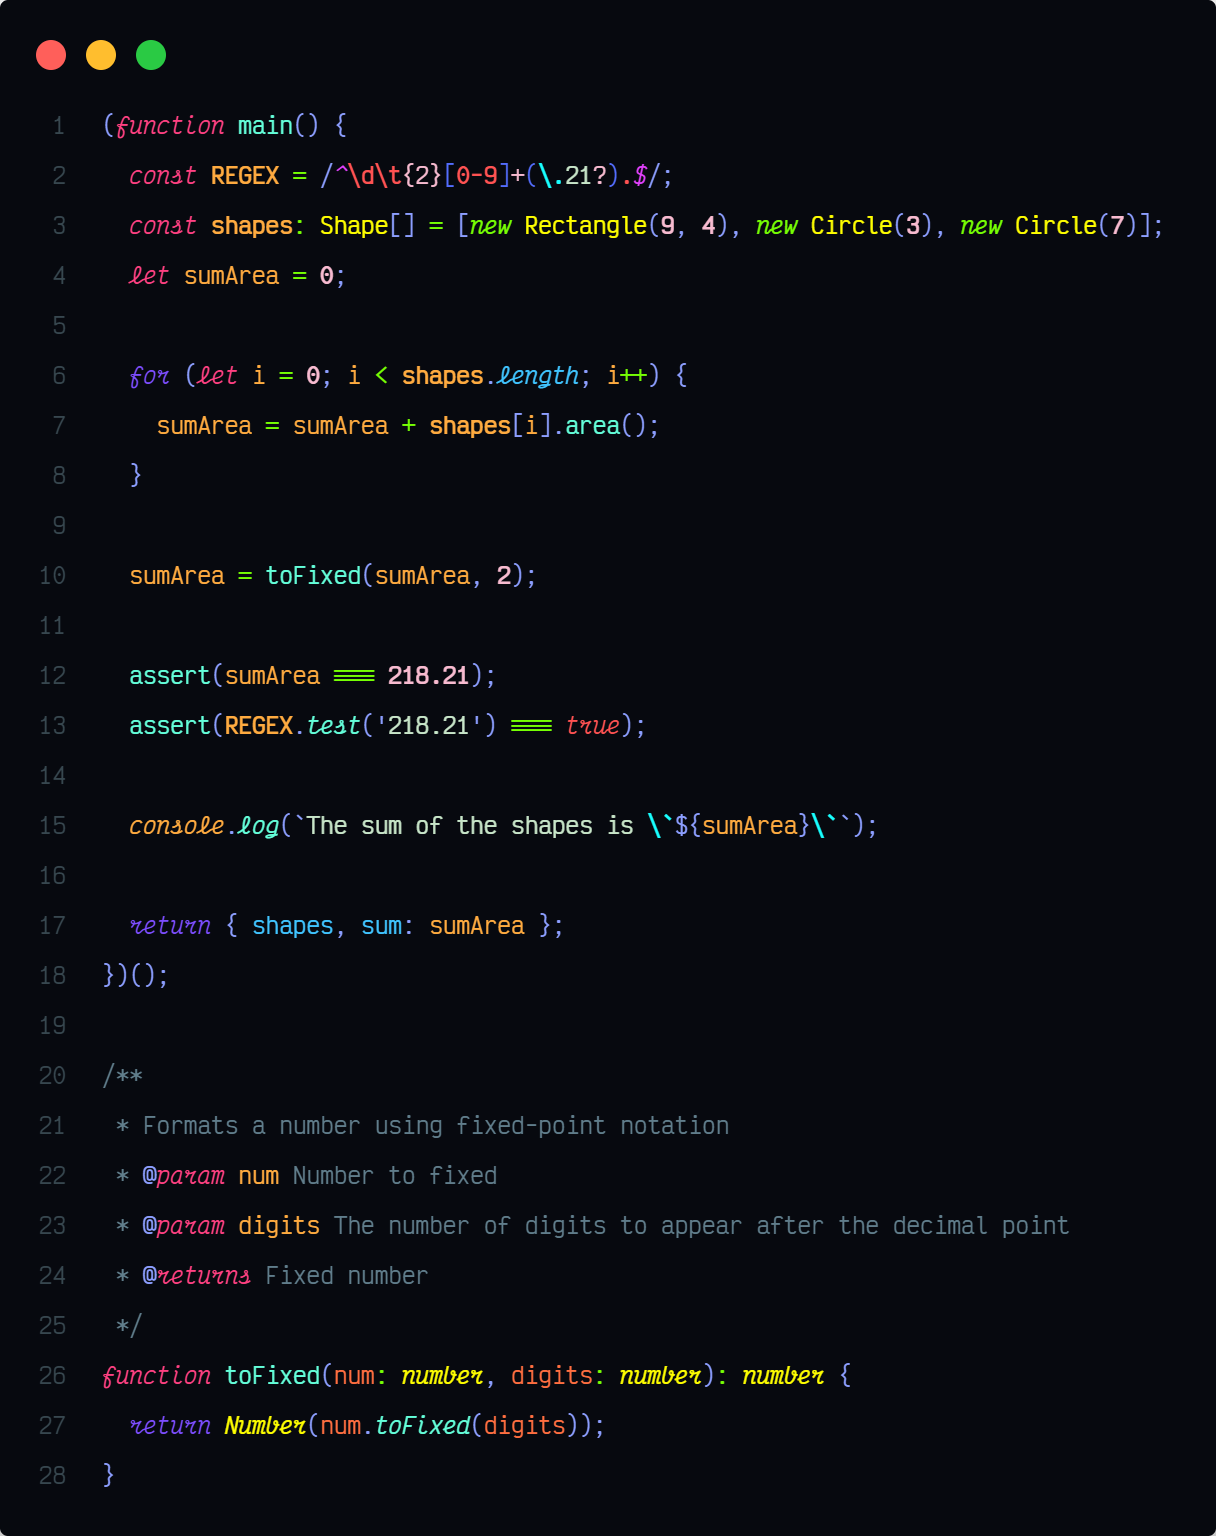 1 (function main() {
2   const REGEX = /^\d\t{2}[0-9]+(\.21?).$/;
3   const shapes: Shape[] = [new Rectangle(9, 4), new Circle(3), new Circle(7)];
4   let sumArea = 0;
5
6   for (let i = 0; i < shapes.length; i++) {
7     sumArea = sumArea + shapes[i].area();
8   }
9
10   sumArea = toFixed(sumArea, 2);
11
12   assert(sumArea === 218.21);
13   assert(REGEX.test('218.21') === true);
14
15   console.log(`The sum of the shapes is \`${sumArea}\``);
16
17   return { shapes, sum: sumArea };
18 })();
19
20 /**
21  * Formats a number using fixed-point notation
22  * @param num Number to fixed
23  * @param digits The number of digits to appear after the decimal point
24  * @returns Fixed number
25  */
26 function toFixed(num: number, digits: number): number {
27   return Number(num.toFixed(digits));
28 }